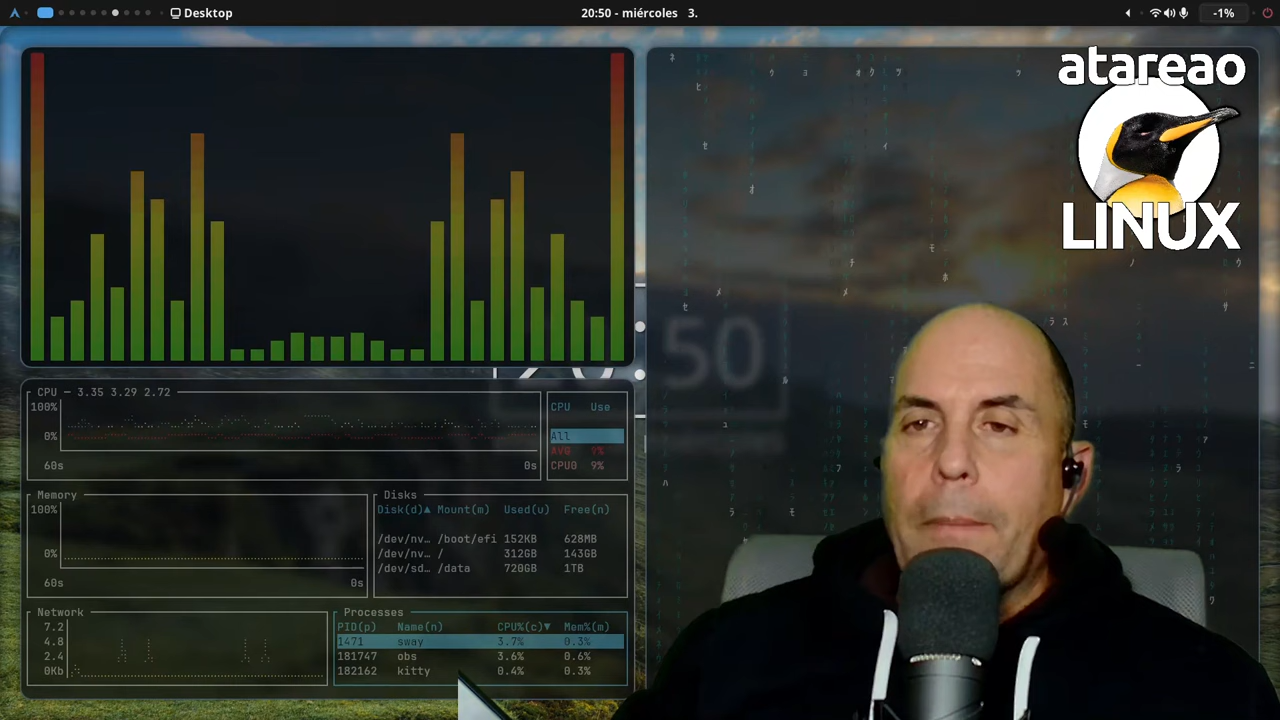 Desktop
20:50 - miércoles 3.
-1%
atareao
LINUX
50
CPU — 3.35 3.29 2.72
100%
0%
60s 0s
CPU Use
All
AVG 9%
CPU0 9%
Memory
100%
0%
60s 0s
Disks
Disk(d)▲ Mount(m) Used(u) Free(n)
/dev/nv… /boot/efi 152KB 628MB
/dev/nv… / 312GB 143GB
/dev/sd… /data 720GB 1TB
Network
7.2
4.8
2.4
0Kb
Processes
PID(p) Name(n) CPU%(c)▼ Mem%(m)
1471 sway 3.7% 0.3%
181747 obs 3.6% 0.6%
182162 kitty 0.4% 0.3%